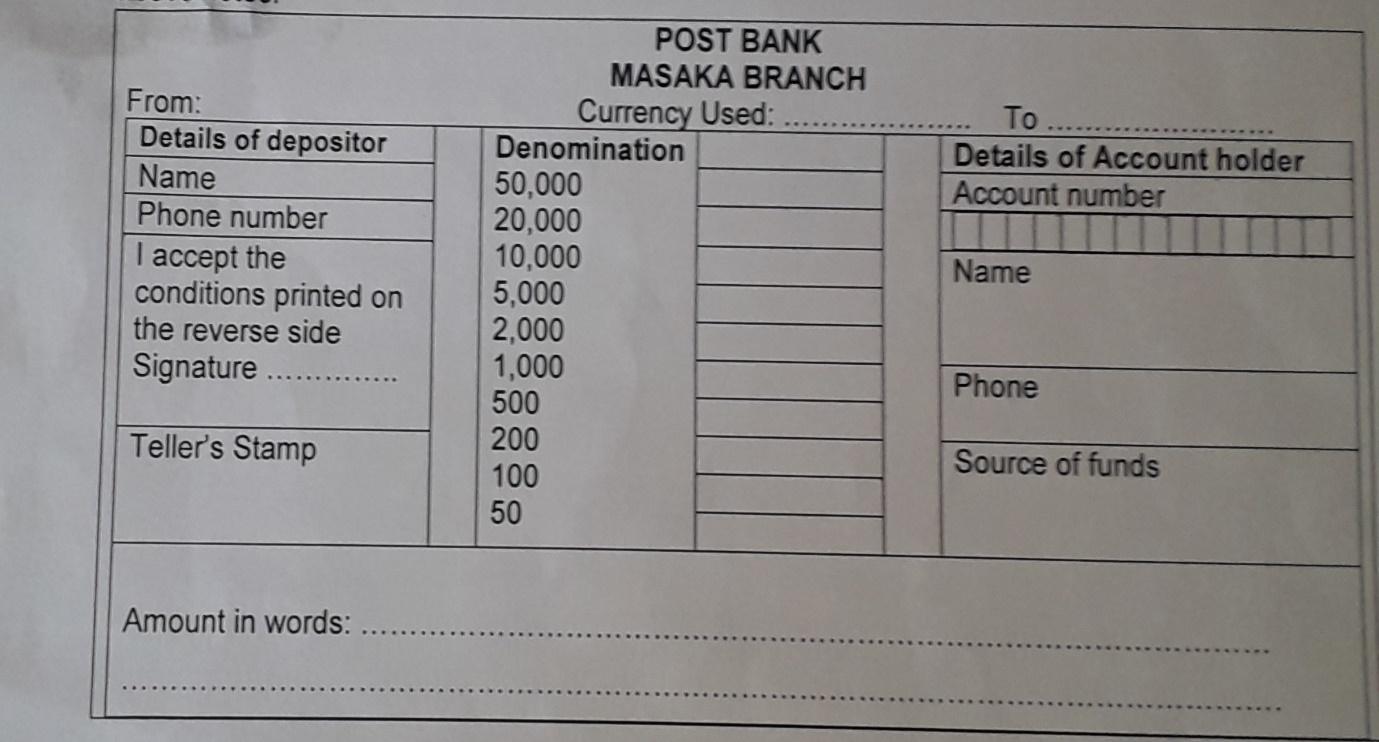 POST BANK
MASAKA BRANCH
From:
Currency Used: ....................
To ........................
Details of depositor
Name
Phone number
I accept the
conditions printed on
the reverse side
Signature ..............
Teller's Stamp
Denomination
50,000
20,000
10,000
5,000
2,000
1,000
500
200
100
50
Details of Account holder
Account number
Name
Phone
Source of funds
Amount in words: ..........................................................................................
....................................................................................................................